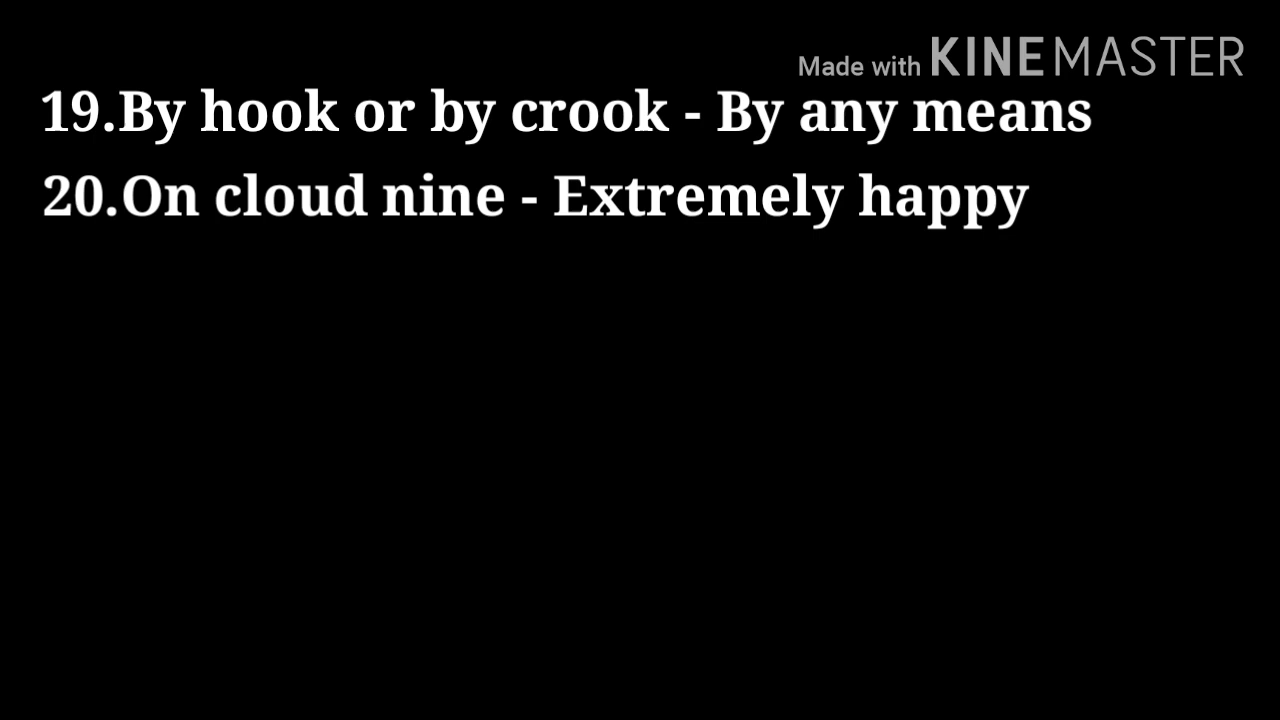 Made with KINEMASTER
19.By hook or by crook - By any means
20.On cloud nine - Extremely happy